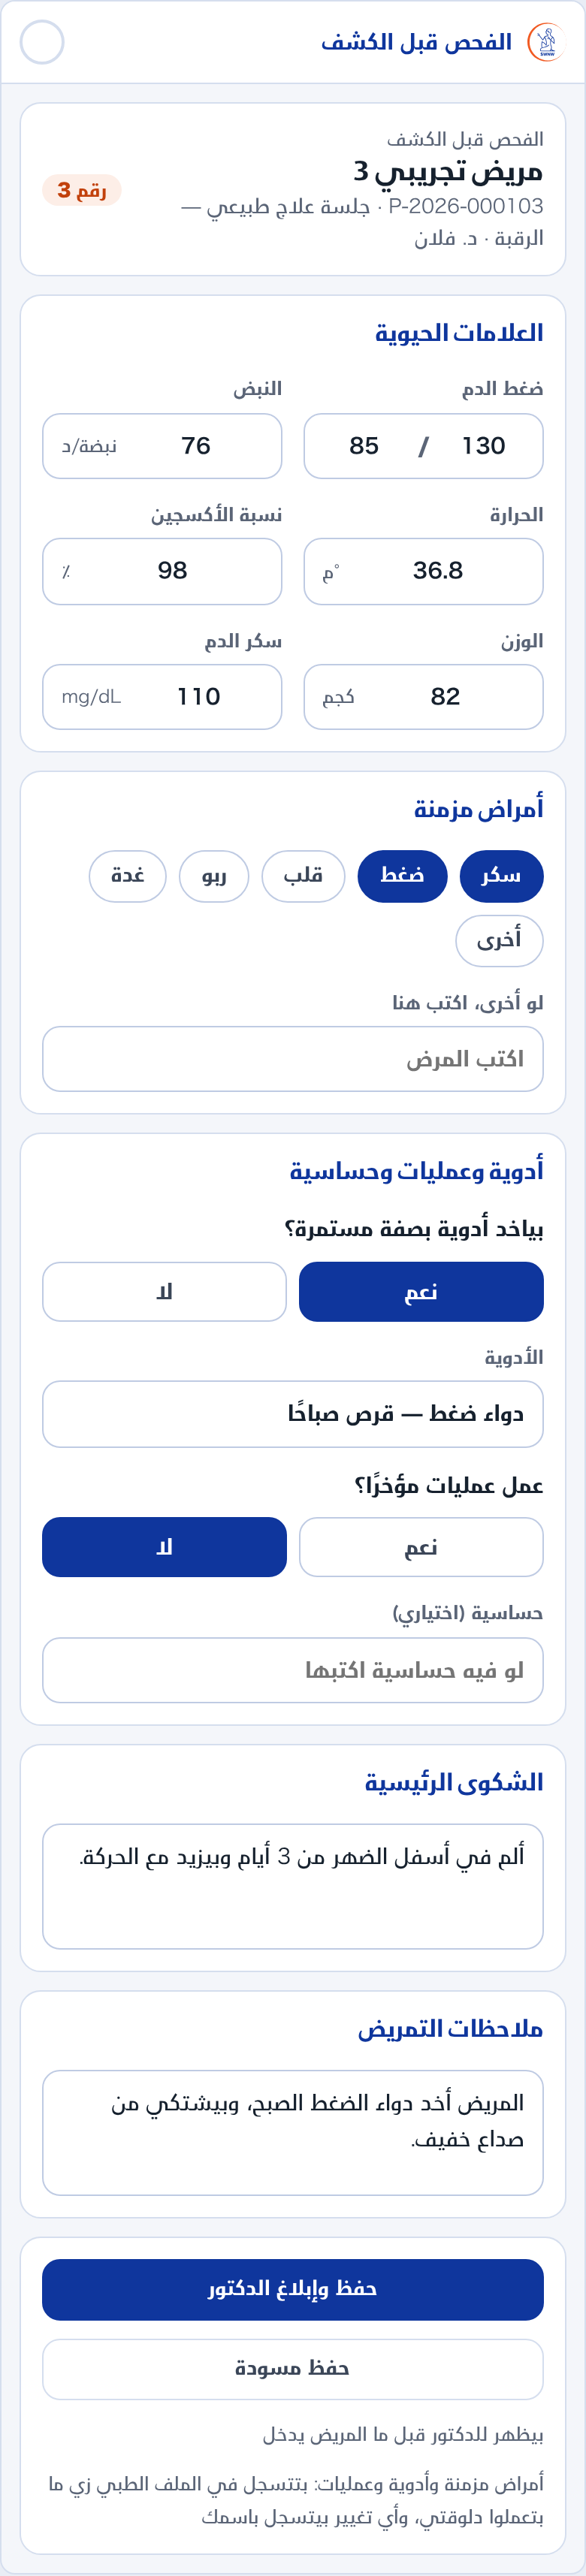 الفحص قبل الكشف
الفحص قبل الكشف
مريض تجريبي 3
رقم 3
P-2026-000103 · جلسة علاج طبيعي —
الرقبة · د. فلان
العلامات الحيوية
ضغط الدم
النبض
130 / 85
76 نبضة/د
الحرارة
نسبة الأكسجين
36.8 °م
98 ٪
الوزن
سكر الدم
82 كجم
110 mg/dL
أمراض مزمنة
سكر ضغط قلب ربو غدة
أخرى
لو أخرى، اكتب هنا
اكتب المرض
أدوية وعمليات وحساسية
بياخد أدوية بصفة مستمرة؟
نعم لا
الأدوية
دواء ضغط — قرص صباحًا
عمل عمليات مؤخرًا؟
نعم لا
حساسية (اختياري)
لو فيه حساسية اكتبها
الشكوى الرئيسية
ألم في أسفل الضهر من 3 أيام وبيزيد مع الحركة.
ملاحظات التمريض
المريض أخد دواء الضغط الصبح، وبيشتكي من
صداع خفيف.
حفظ وإبلاغ الدكتور
حفظ مسودة
بيظهر للدكتور قبل ما المريض يدخل
أمراض مزمنة وأدوية وعمليات: بتتسجل في الملف الطبي زي ما
بتعملوا دلوقتي، وأي تغيير بيتسجل باسمك